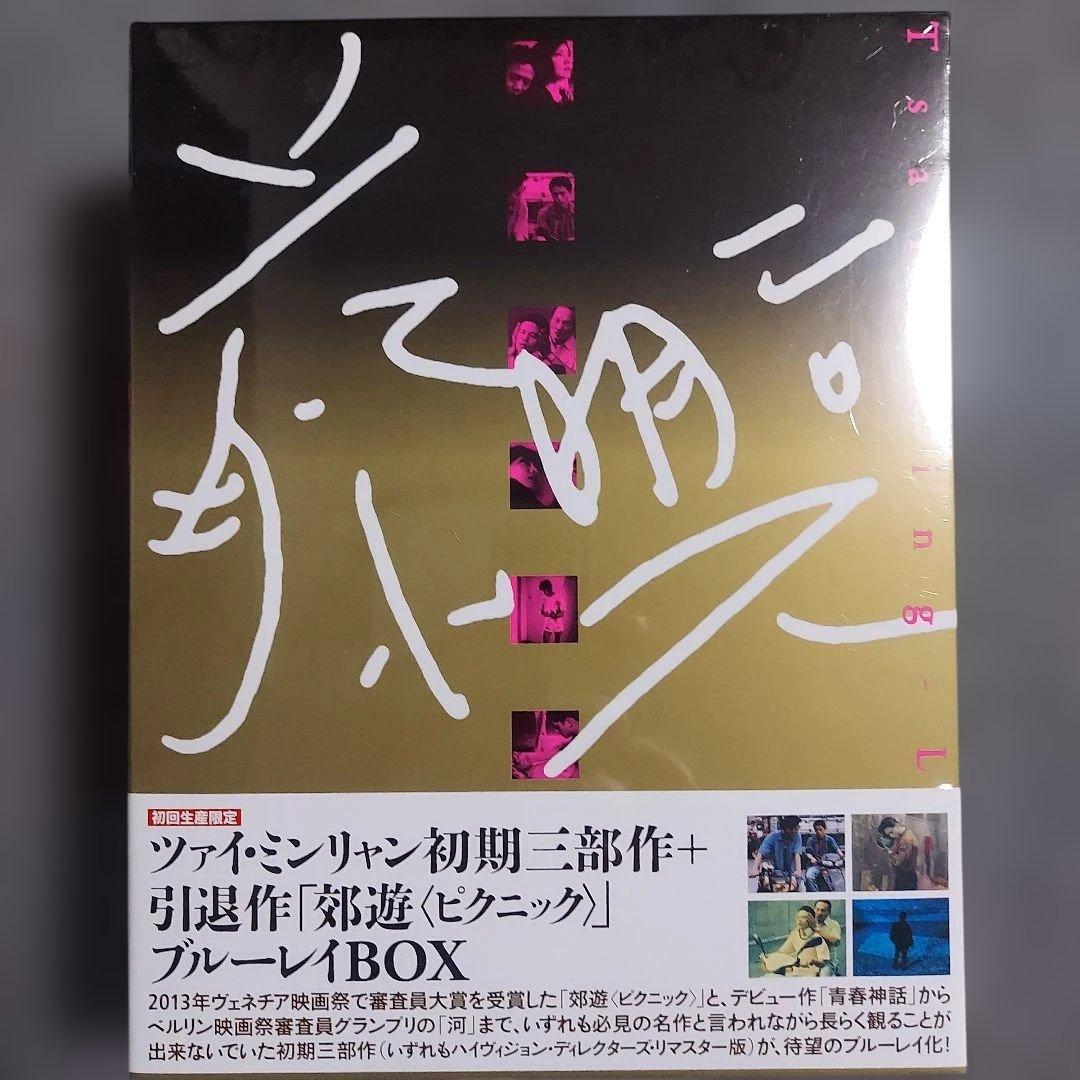 蔡明亮
Tsai Ming-L
初回生産限定
ツァイ・ミンリャン初期三部作+
引退作「郊遊〈ピクニック〉」
ブルーレイBOX
2013年ヴェネチア映画祭で審査員大賞を受賞した「郊遊〈ピクニック〉」と、デビュー作「青春神話」から
ベルリン映画祭審査員グランプリの「河」まで、いずれも必見の名作と言われながら長らく観ることが
出来ないでいた初期三部作(いずれもハイヴィジョン・ディレクターズ・リマスター版)が、待望のブルーレイ化!